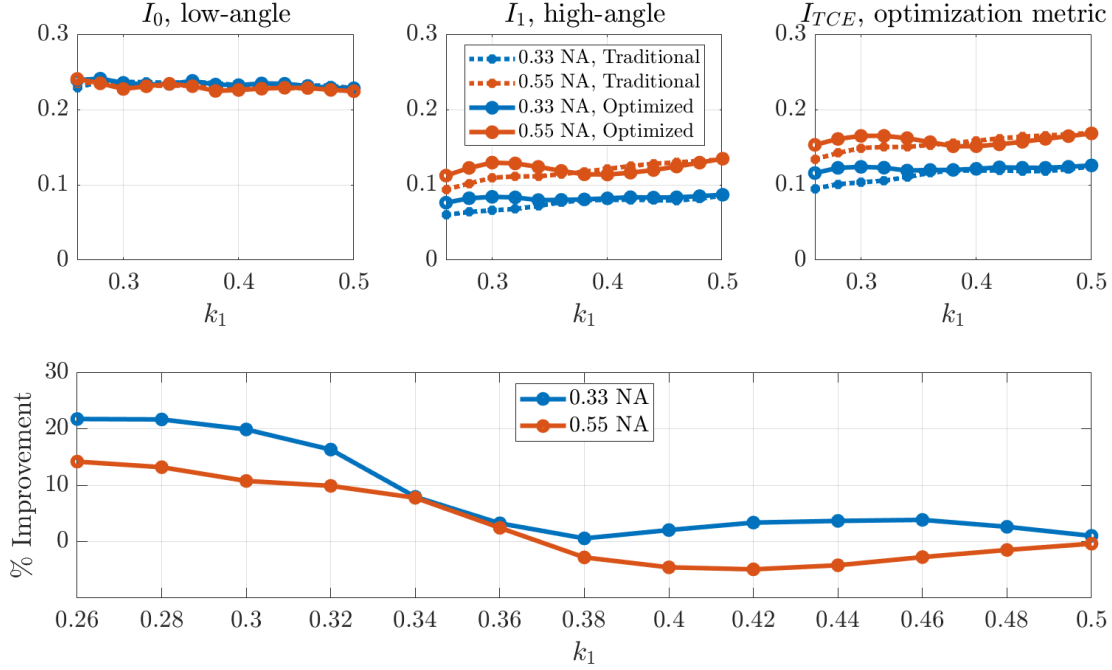 I0, low-angle
I1, high-angle
ITCE, optimization metric
0.3
0.2
0.1
0
0.3 0.4 0.5
k1
0.3
0.2
0.1
0
0.33 NA, Traditional
0.55 NA, Traditional
0.33 NA, Optimized
0.55 NA, Optimized
0.3 0.4 0.5
k1
0.3
0.2
0.1
0
0.3 0.4 0.5
k1
% Improvement
30
20
10
0
0.33 NA
0.55 NA
0.26 0.28 0.3 0.32 0.34 0.36 0.38 0.4 0.42 0.44 0.46 0.48 0.5
k1